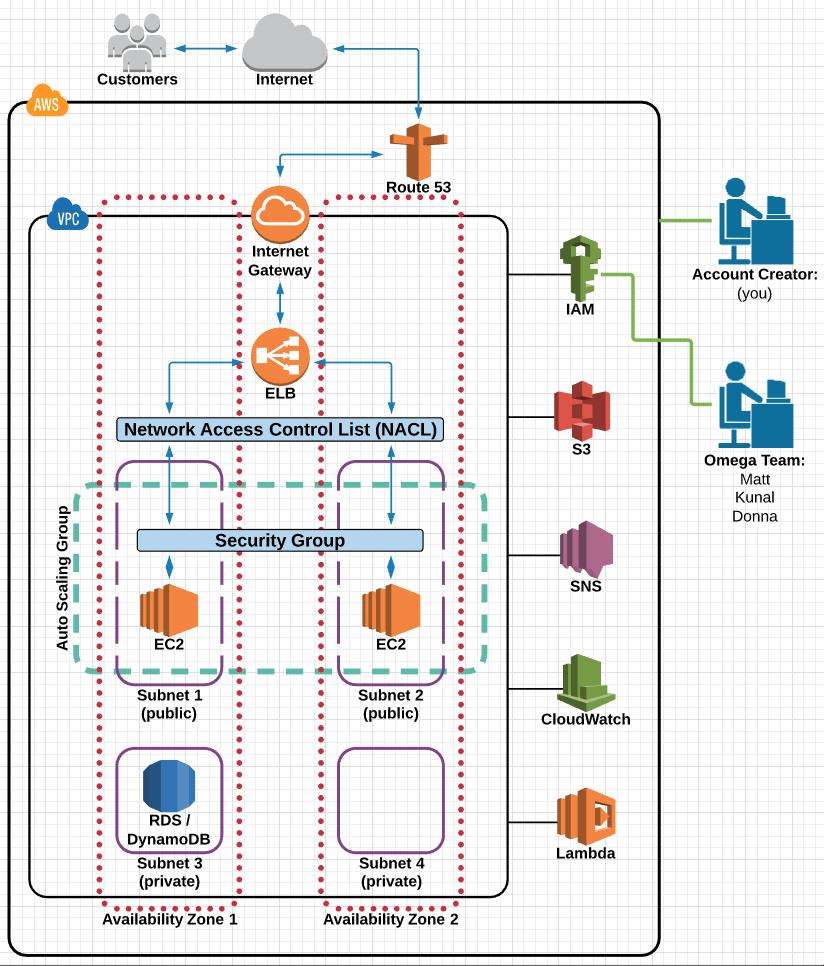 Customers
Internet
AWS
Route 53
VPC
Internet
Gateway
IAM
Account Creator:
(you)
ELB
Network Access Control List (NACL)
S3
Omega Team:
Matt
Kunal
Donna
Auto Scaling Group
Security Group
SNS
EC2
EC2
Subnet 1
(public)
Subnet 2
(public)
CloudWatch
RDS /
DynamoDB
Subnet 3
(private)
Subnet 4
(private)
Lambda
Availability Zone 1
Availability Zone 2